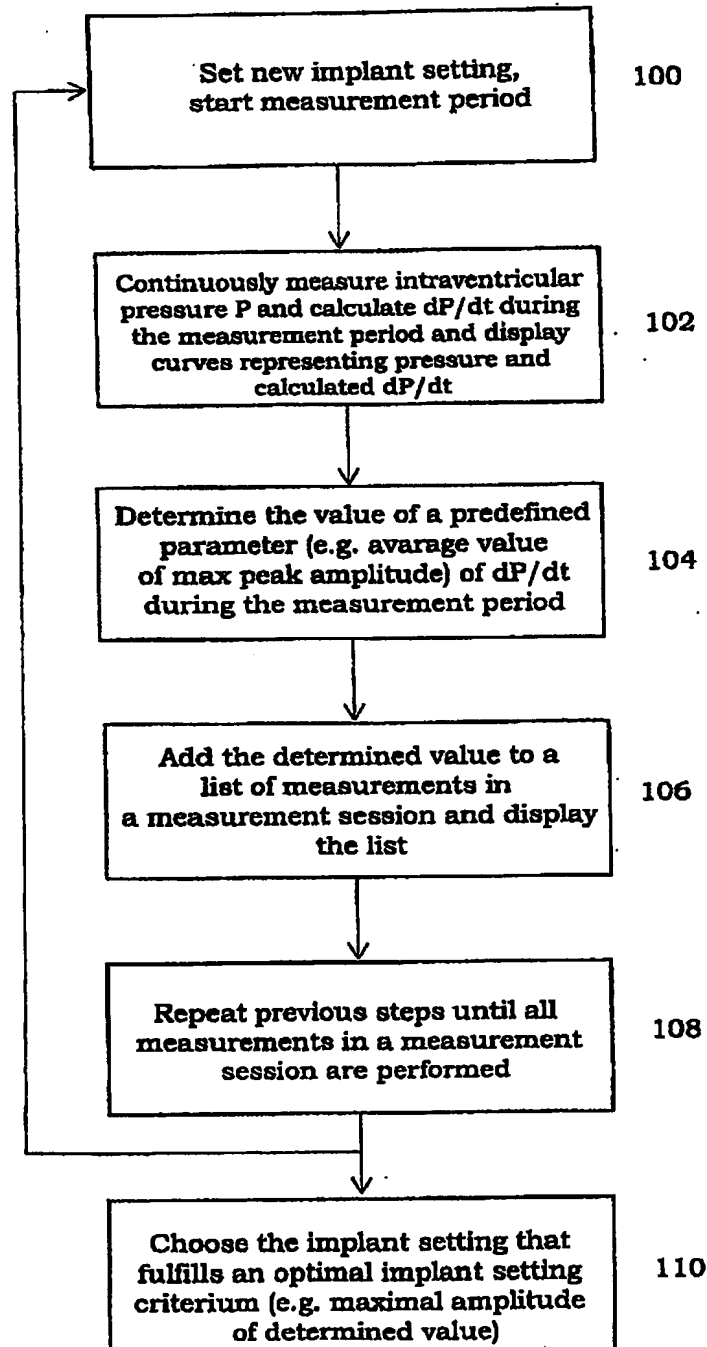 Set new implant setting,
start measurement period
100
Continuously measure intraventricular
pressure P and calculate dP/dt during
the measurement period and display
curves representing pressure and
calculated dP/dt
102
Determine the value of a predefined
parameter (e.g. avarage value
of max peak amplitude) of dP/dt
during the measurement period
104
Add the determined value to a
list of measurements in
a measurement session and display
the list
106
Repeat previous steps until all
measurements in a measurement
session are performed
108
Choose the implant setting that
fulfills an optimal implant setting
criterium (e.g. maximal amplitude
of determined value)
110